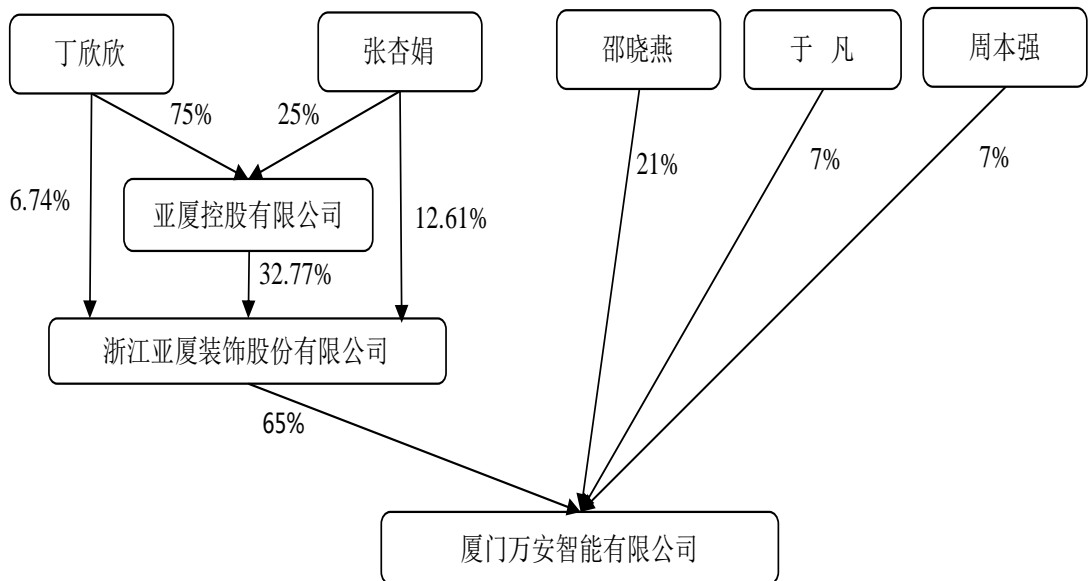 丁欣欣
张杏娟
邵晓燕
于 凡
周本强
75%
25%
21%
7%
7%
6.74%
亚厦控股有限公司
12.61%
32.77%
浙江亚厦装饰股份有限公司
65%
厦门万安智能有限公司